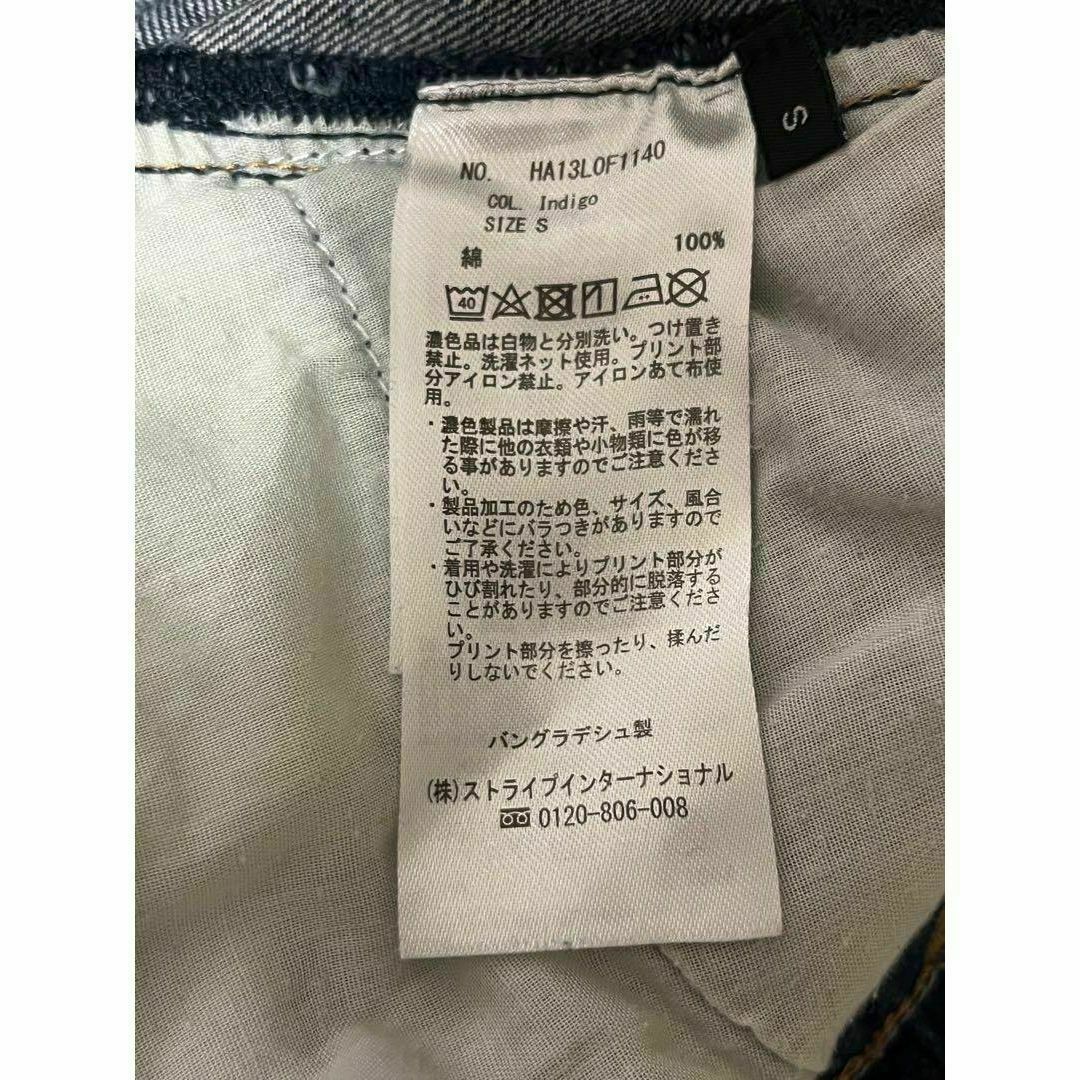 S
NO. HA13LOF1140
COL. Indigo
SIZE S
綿 100%
40
濃色品は白物と分別洗い。つけ置き
禁止。洗濯ネット使用。プリント部
分アイロン禁止。アイロンあて布使
用。
・濃色製品は摩擦や汗、雨等で濡れ
た際に他の衣類や小物類に色が移
る事がありますのでご注意くださ
い。
・製品加工のため色、サイズ、風合
いなどにバラつきがありますので
ご了承ください。
・着用や洗濯によりプリント部分が
ひび割れたり、部分的に脱落する
ことがありますのでご注意くださ
い。
プリント部分を擦ったり、揉んだ
りしないでください。
バングラデシュ製
(株)ストライプインターナショナル
0120-806-008